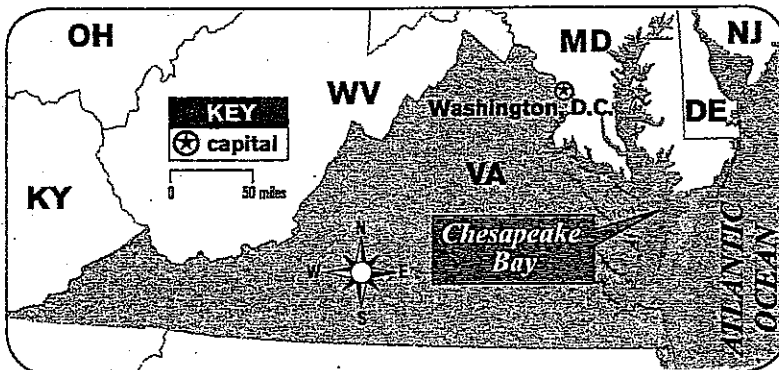 OH
MD
NJ
KEY
capital
WV
Washington, D.C.
DE
0 50 miles
KY
VA
Chesapeake
Bay
N
W E
S
ATLANTIC
OCEAN